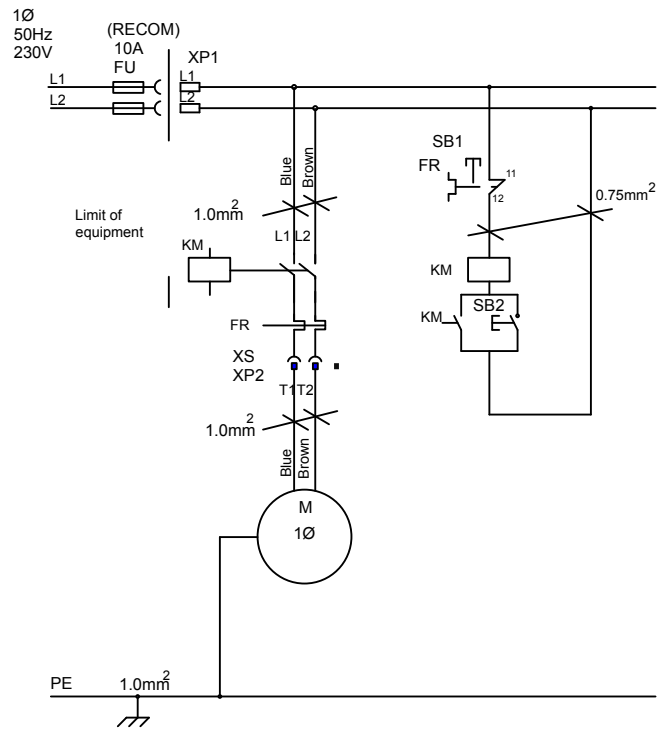 1Ø
50Hz
230V
(RECOM)
10A
FU
XP1
L1
L1
L2
L2
Blue
Brown
SB1
FR
11
12
0.75mm²
1.0mm²
Limit of
equipment
L1 L2
KM
KM
SB2
KM
FR
XS
XP2
T1 T2
1.0mm²
Blue
Brown
M
1Ø
PE
1.0mm²